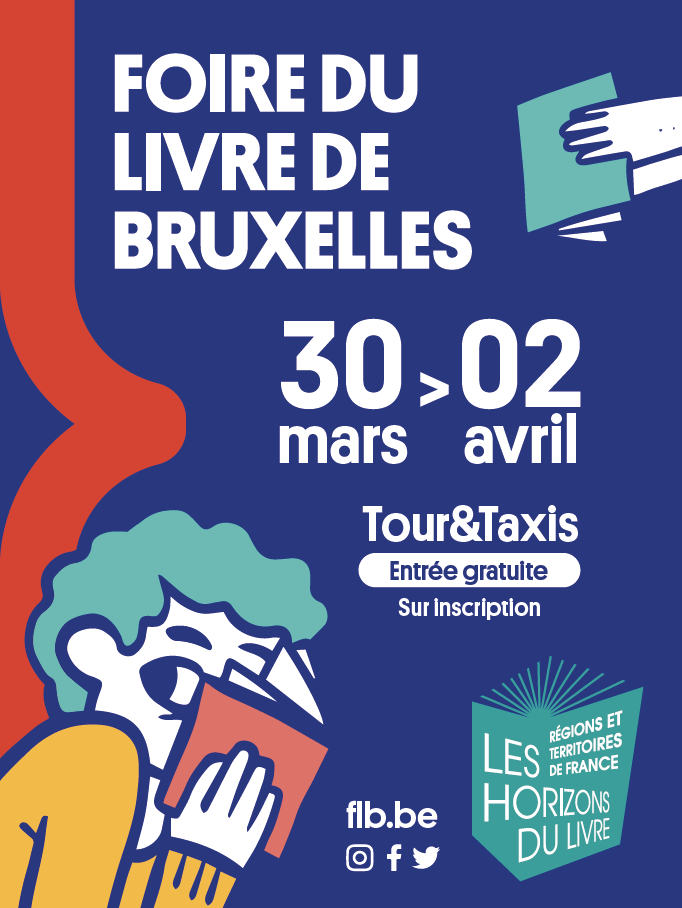 FOIRE DU
LIVRE DE
BRUXELLES
30 > 02
mars avril
Tour&Taxis
Entrée gratuite
Sur inscription
LES
RÉGIONS ET
TERRITOIRES
DE FRANCE
HORIZONS
DU LIVRE
flb.be